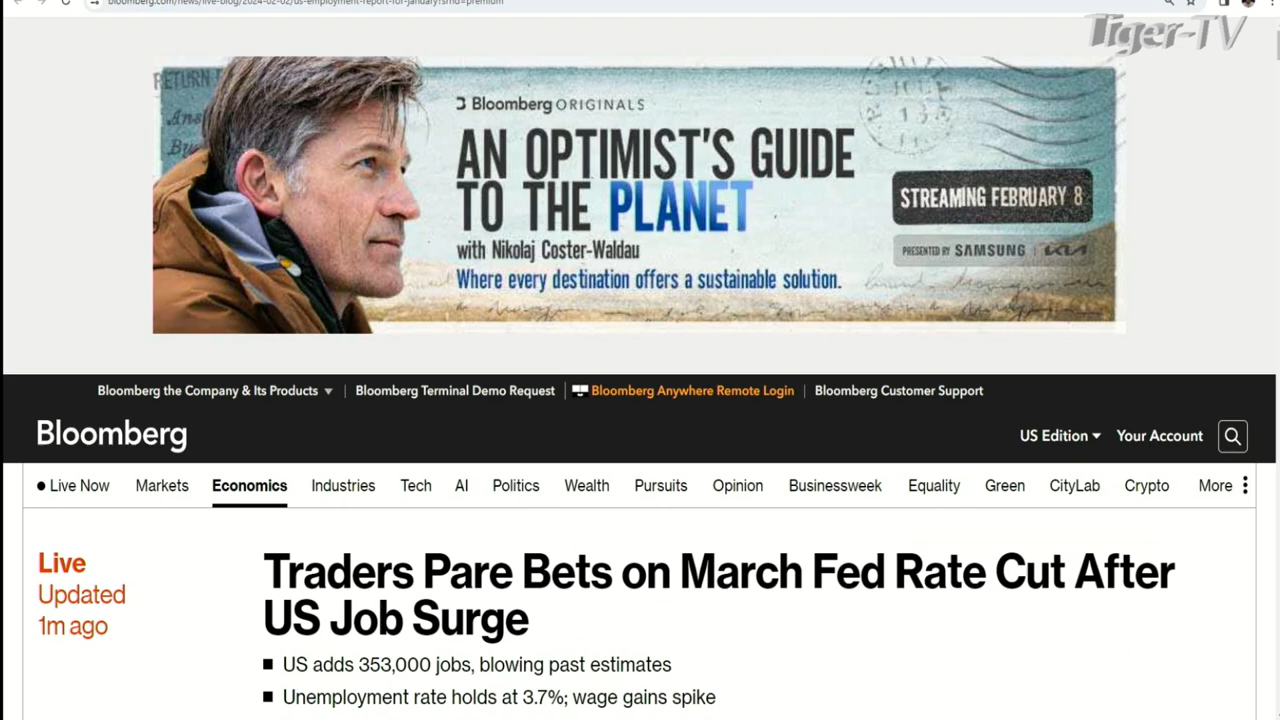 bloomberg.com/news/live-blog/2024-02-02/us-employment-report-for-january?srnd=premium
Tiger-TV
RETURN
Bloomberg ORIGINALS
AN OPTIMIST'S GUIDE
TO THE PLANET
with Nikolaj Coster-Waldau
Where every destination offers a sustainable solution.
STREAMING FEBRUARY 8
PRESENTED BY SAMSUNG | KIA
Bloomberg the Company & Its Products
Bloomberg Terminal Demo Request
Bloomberg Anywhere Remote Login
Bloomberg Customer Support
Bloomberg
US Edition
Your Account
Live Now Markets Economics Industries Tech AI Politics Wealth Pursuits Opinion Businessweek Equality Green CityLab Crypto More
Live
Updated
1m ago
Traders Pare Bets on March Fed Rate Cut After
US Job Surge
US adds 353,000 jobs, blowing past estimates
Unemployment rate holds at 3.7%; wage gains spike